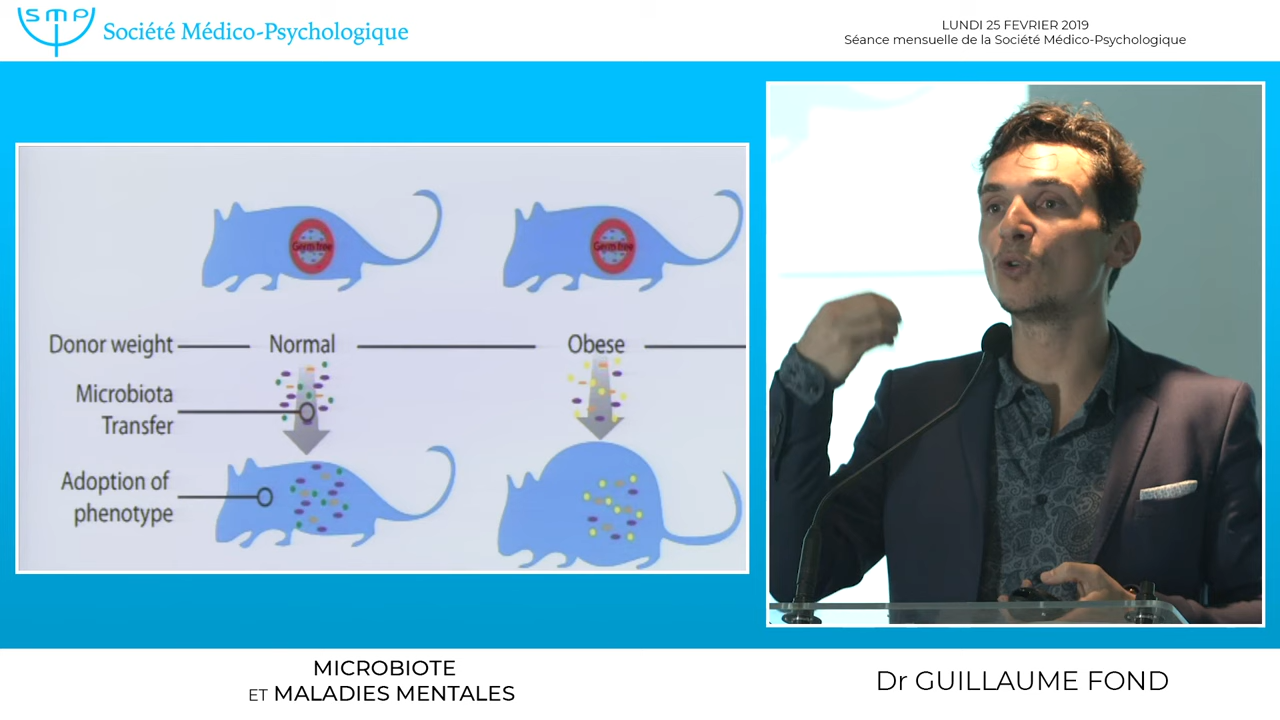 SMP
Société Médico-Psychologique
LUNDI 25 FEVRIER 2019
Séance mensuelle de la Société Médico-Psychologique
Germ free
Germ free
Donor weight
Normal
Obese
Microbiota
Transfer
Adoption of
phenotype
MICROBIOTE
ET MALADIES MENTALES
Dr GUILLAUME FOND